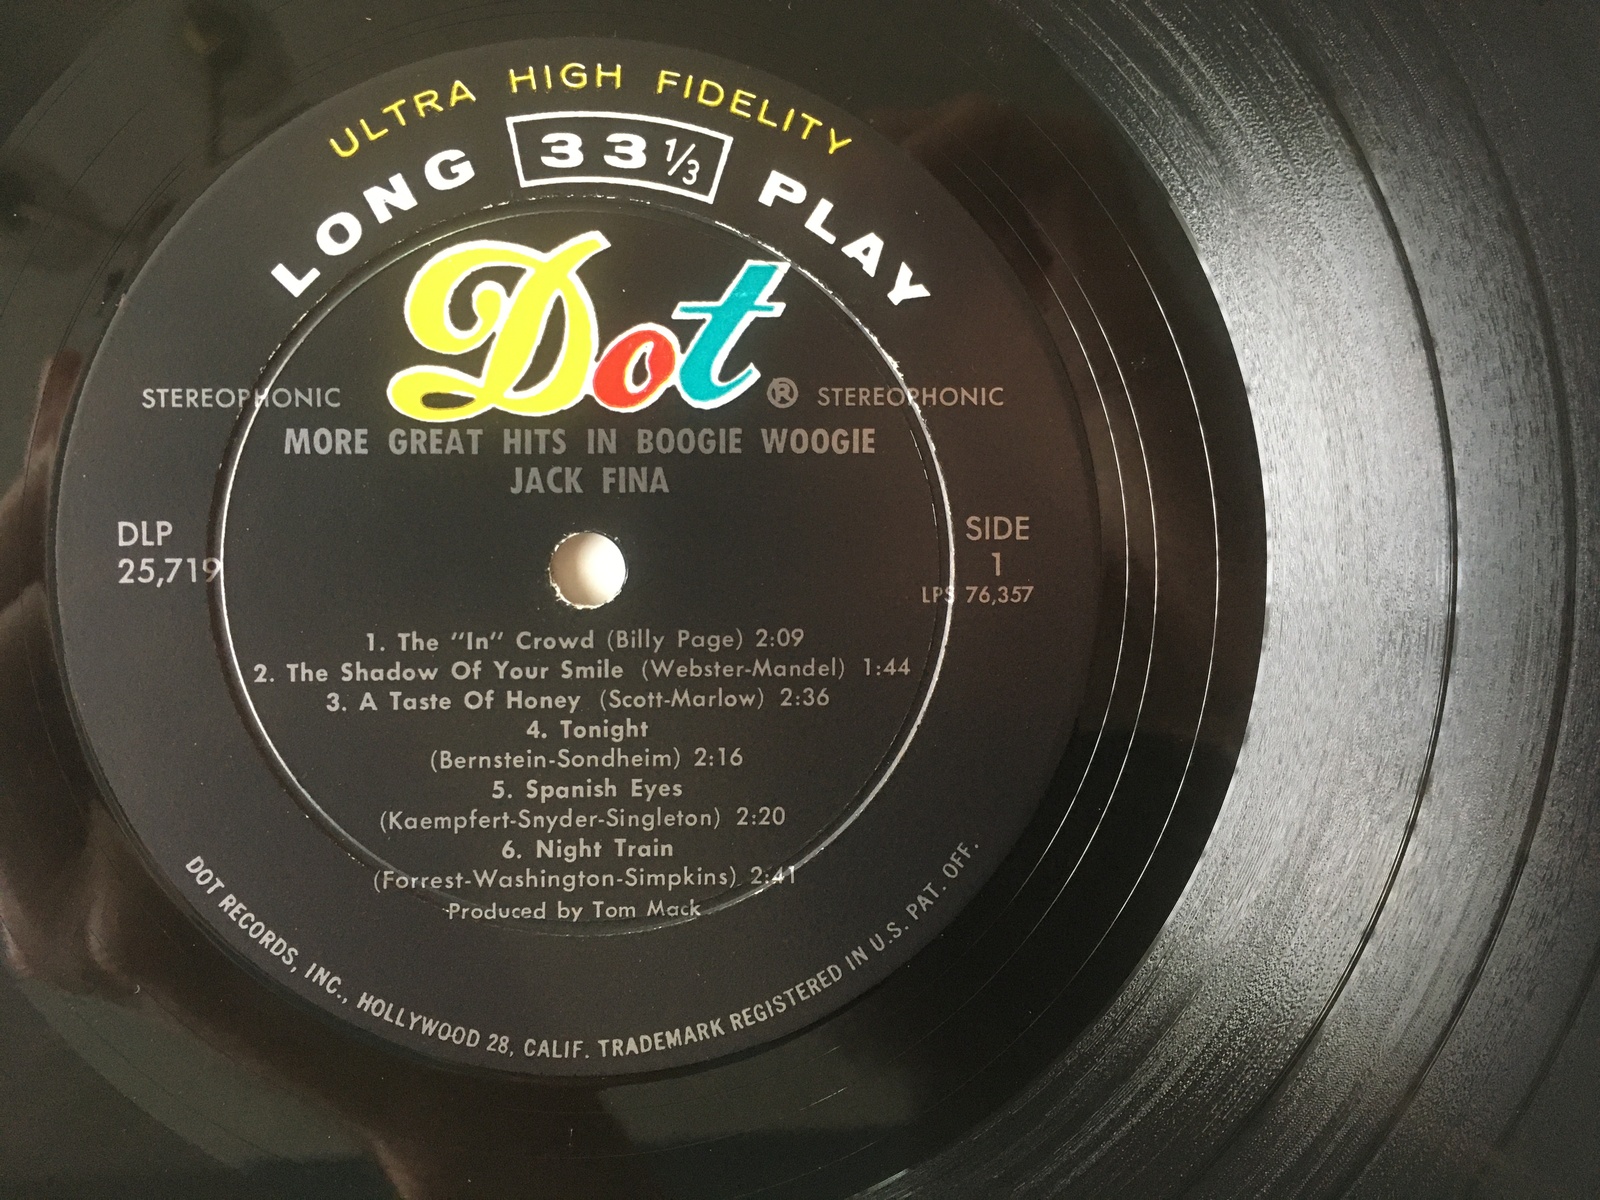 ULTRA HIGH FIDELITY
LONG 33 1/3 PLAY
Dot ®
STEREOPHONIC STEREOPHONIC
MORE GREAT HITS IN BOOGIE WOOGIE
JACK FINA
DLP
25,719
SIDE
1
LPS 76,357
1. The "In" Crowd (Billy Page) 2:09
2. The Shadow Of Your Smile (Webster-Mandel) 1:44
3. A Taste Of Honey (Scott-Marlow) 2:36
4. Tonight
(Bernstein-Sondheim) 2:16
5. Spanish Eyes
(Kaempfert-Snyder-Singleton) 2:20
6. Night Train
(Forrest-Washington-Simpkins) 2:41
Produced by Tom Mack
DOT RECORDS, INC., HOLLYWOOD 28, CALIF. TRADEMARK REGISTERED IN U.S. PAT. OFF.